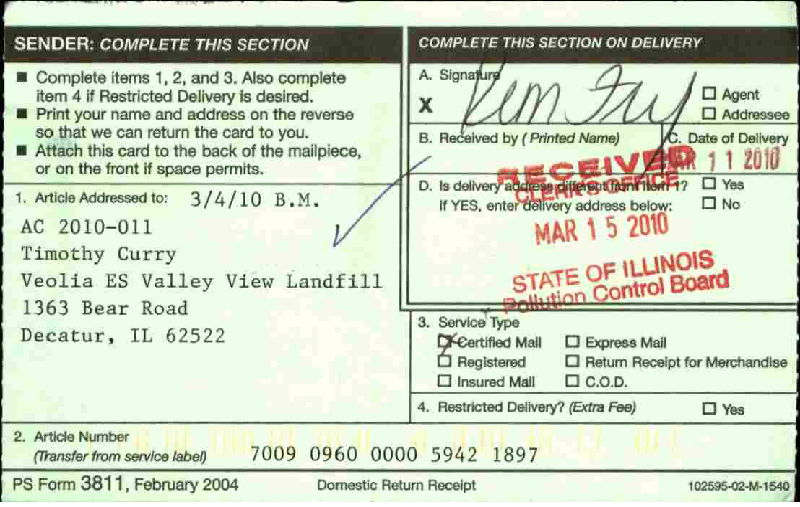 SENDER: COMPLETE THIS SECTION
■ Complete items 1, 2, and 3. Also complete
item 4 if Restricted Delivery is desired.
■ Print your name and address on the reverse
so that we can return the card to you.
■ Attach this card to the back of the mailpiece,
or on the front if space permits.
1. Article Addressed to: 3/4/10 B.M.
AC 2010-011
Timothy Curry
Veolia ES Valley View Landfill
1363 Bear Road
Decatur, IL 62522
COMPLETE THIS SECTION ON DELIVERY
A. Signature
X
☐ Agent
☐ Addressee
B. Received by (Printed Name)
C. Date of Delivery
MAR 11 2010
D. Is delivery address different from item 1? ☐ Yes
If YES, enter delivery address below: ☐ No
RECEIVED
CLERK'S OFFICE
MAR 15 2010
STATE OF ILLINOIS
Pollution Control Board
3. Service Type
Certified Mail ☐ Express Mail
☐ Registered ☐ Return Receipt for Merchandise
☐ Insured Mail ☐ C.O.D.
4. Restricted Delivery? (Extra Fee) ☐ Yes
2. Article Number
(Transfer from service label) 7009 0960 0000 5942 1897
PS Form 3811, February 2004 Domestic Return Receipt 102595-02-M-1540